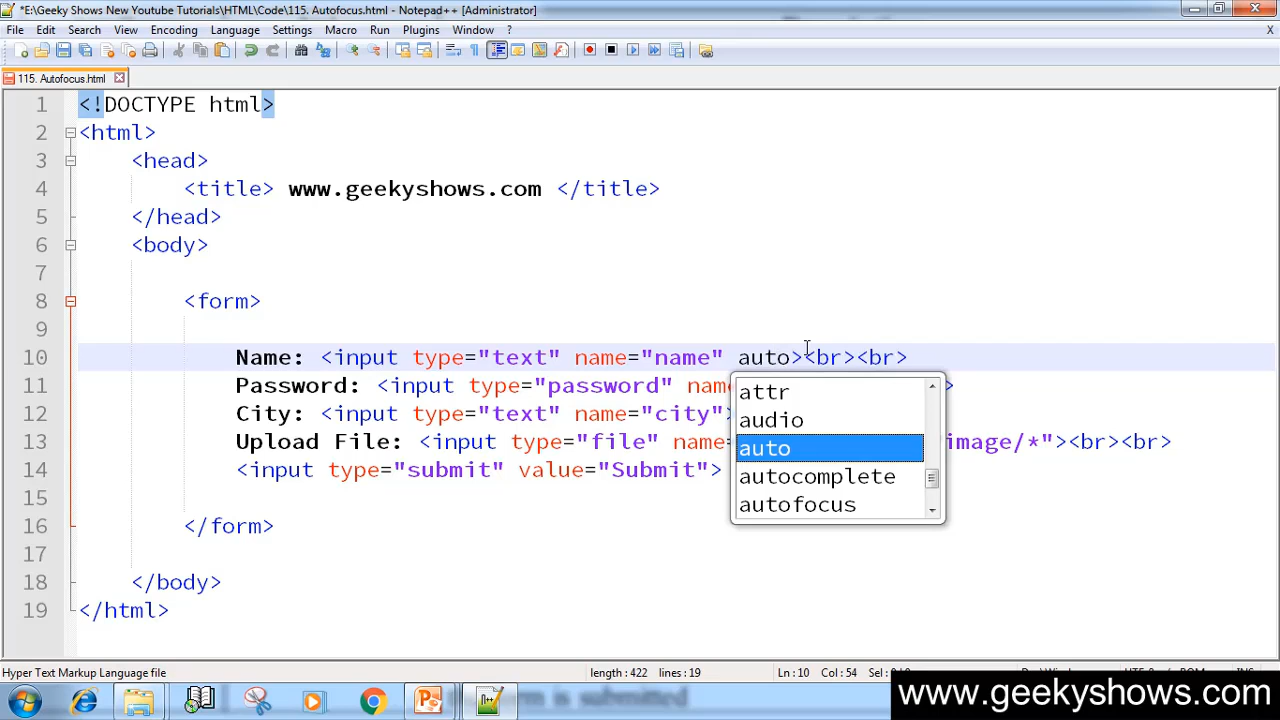 *E:\Geeky Shows New Youtube Tutorials\HTML\Code\115. Autofocus.html - Notepad++ [Administrator]
File Edit Search View Encoding Language Settings Macro Run Plugins Window ? X
115. Autofocus.html
1 <!DOCTYPE html>
2 <html>
3 <head>
4 <title> www.geekyshows.com </title>
5 </head>
6 <body>
7
8 <form>
9
10 Name: <input type="text" name="name" auto><br><br>
11 Password: <input type="password" name
12 City: <input type="text" name="city">
13 Upload File: <input type="file" name= image/*"><br><br>
14 <input type="submit" value="Submit">
15
16 </form>
17
18 </body>
19 </html>
attr
audio
auto
autocomplete
autofocus
Hyper Text Markup Language file length : 422 lines : 19 Ln : 10 Col : 54
www.geekyshows.com